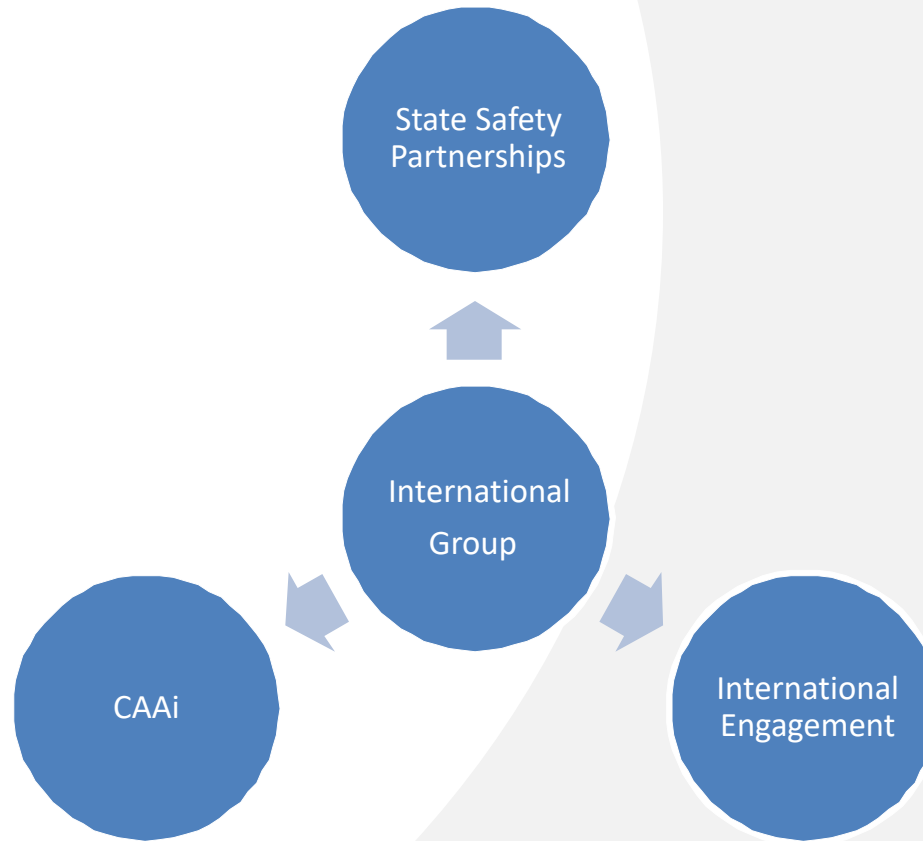 State Safety
Partnerships
International
Group
CAAi
International
Engagement